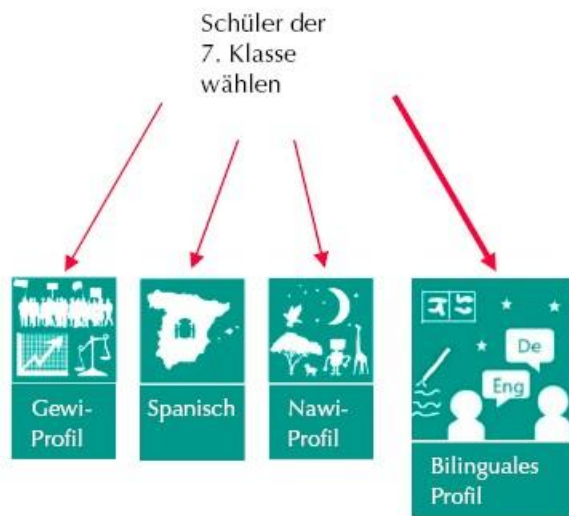 Schüler der
7. Klasse
wählen
Gewi-
Profil
Spanisch
Nawi-
Profil
De
Eng
Bilinguales
Profil